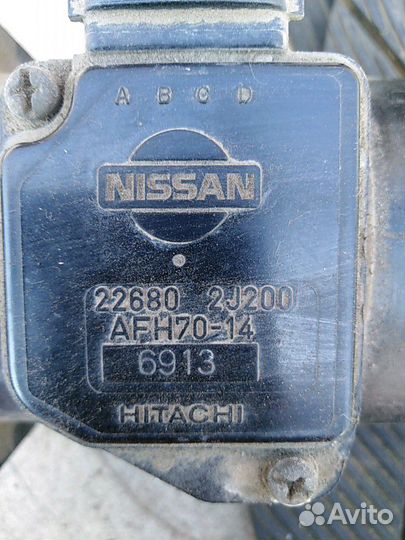 A B C D
NISSAN
22680 2J200
AFH70-14
6913
HITACHI
Avito